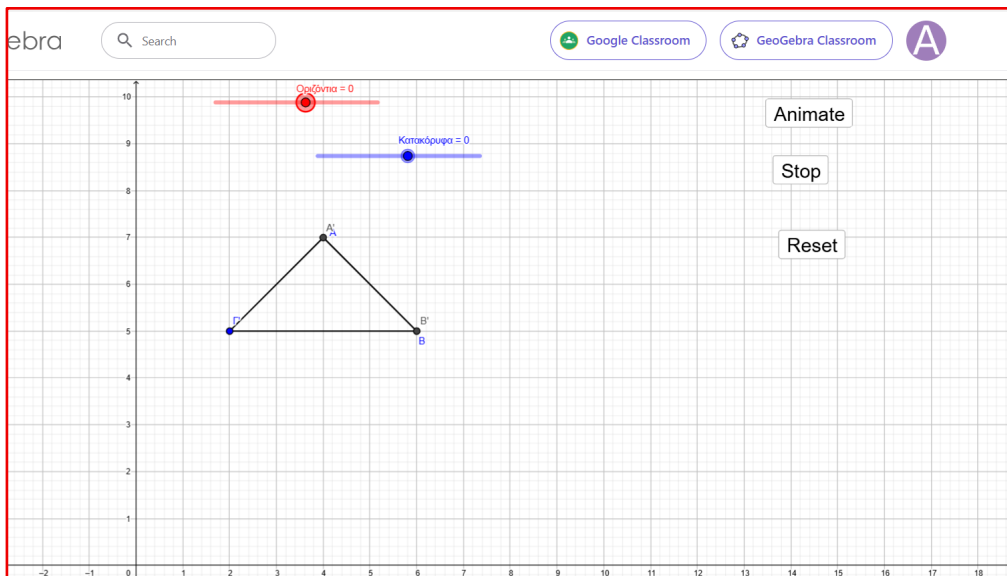 ebra
Search
Google Classroom
GeoGebra Classroom
A
10
Οριζόντια = 0
Animate
9
Κατακόρυφα = 0
Stop
8
7
A'
A
Reset
6
5
Γ'
B'
B
4
3
2
1
−2 −1 0 1 2 3 4 5 6 7 8 9 10 11 12 13 14 15 16 17 18